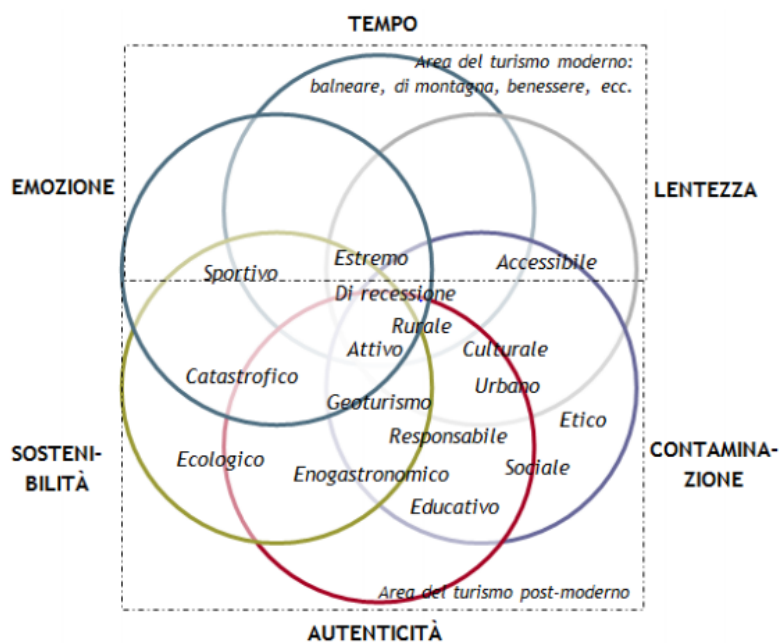 TEMPO
Area del turismo moderno:
balneare, di montagna, benessere, ecc.
EMOZIONE
LENTEZZA
Estremo
Accessibile
Sportivo
Di recessione
Rurale
Attivo
Culturale
Catastrofico
Urbano
Geoturismo
Etico
Responsabile
SOSTENI-
BILITÀ
CONTAMINA-
ZIONE
Ecologico
Enogastronomico
Sociale
Educativo
Area del turismo post-moderno
AUTENTICITÀ